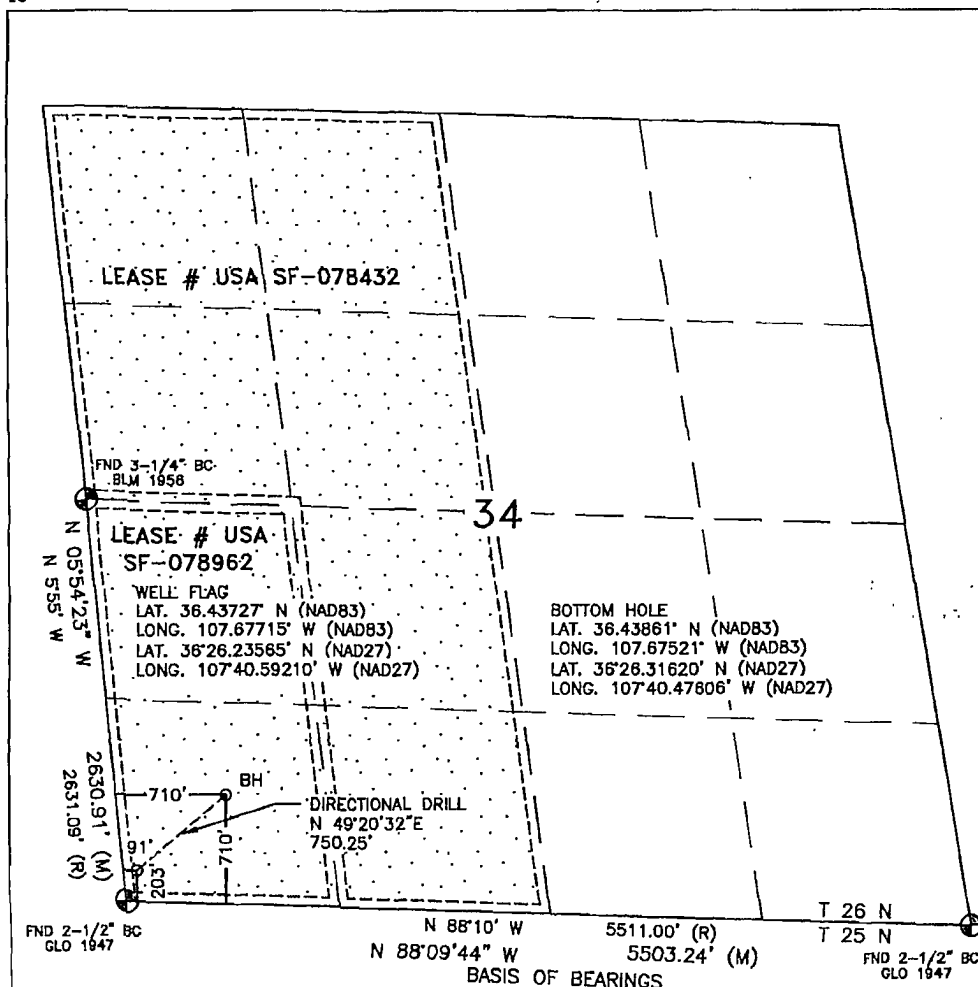 LEASE # USA SF-078432
FND 3-1/4" BC
BLM 1956
34
LEASE # USA
SF-078962
N 05°54'23" W
N 5°55' W
WELL FLAG
LAT. 36.43727° N (NAD83)
LONG. 107.67715° W (NAD83)
LAT. 36°26.23565' N (NAD27)
LONG. 107°40.59210' W (NAD27)
BOTTOM HOLE
LAT. 36.43861° N (NAD83)
LONG. 107.67521° W (NAD83)
LAT. 36°26.31620' N (NAD27)
LONG. 107°40.47606' W (NAD27)
2630.91' (M)
2631.09' (R)
710'
BH
DIRECTIONAL DRILL
N 49°20'32"E
750.25'
710'
91'
203'
FND 2-1/2" BC
GLO 1947
N 88°10' W 5511.00' (R)
N 88°09'44" W 5503.24' (M)
BASIS OF BEARINGS
T 26 N
T 25 N
FND 2-1/2" BC
GLO 1947